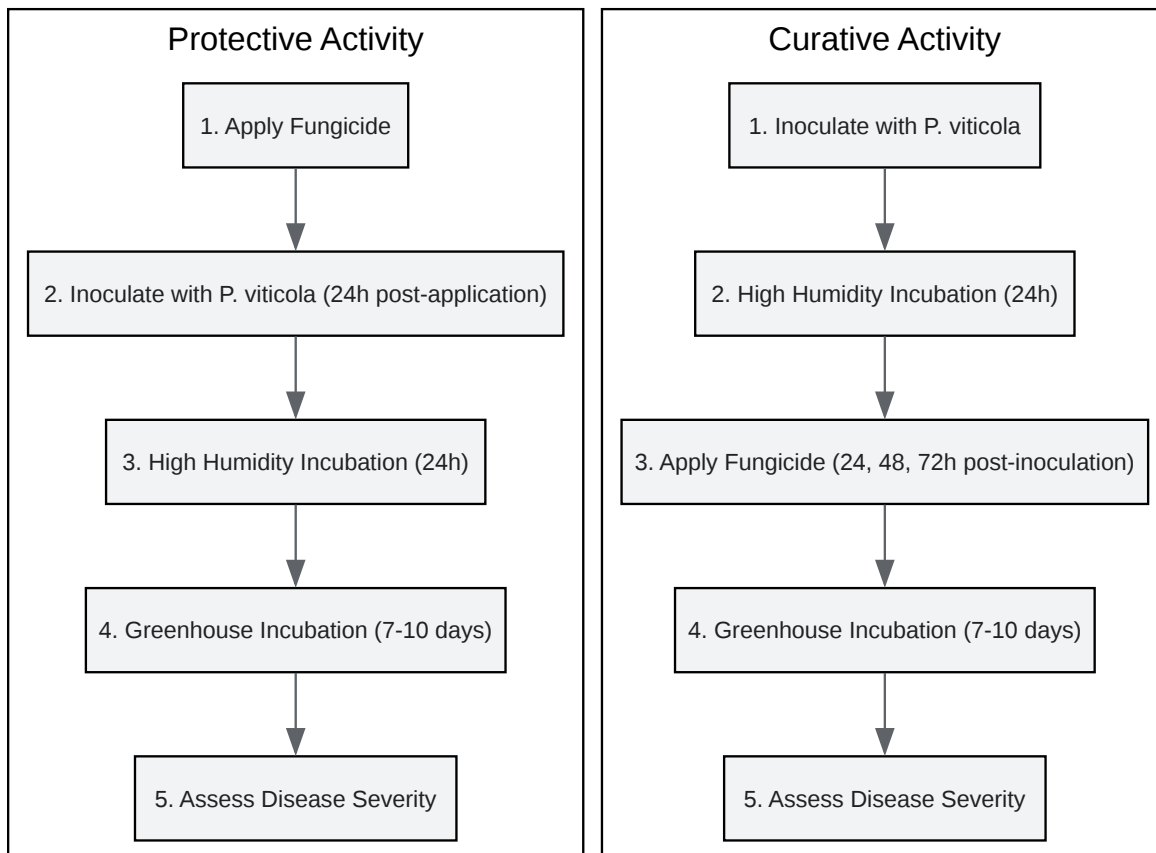 Protective Activity
1. Apply Fungicide
2. Inoculate with P. viticola (24h post-application)
3. High Humidity Incubation (24h)
4. Greenhouse Incubation (7-10 days)
5. Assess Disease Severity
Curative Activity
1. Inoculate with P. viticola
2. High Humidity Incubation (24h)
3. Apply Fungicide (24, 48, 72h post-inoculation)
4. Greenhouse Incubation (7-10 days)
5. Assess Disease Severity